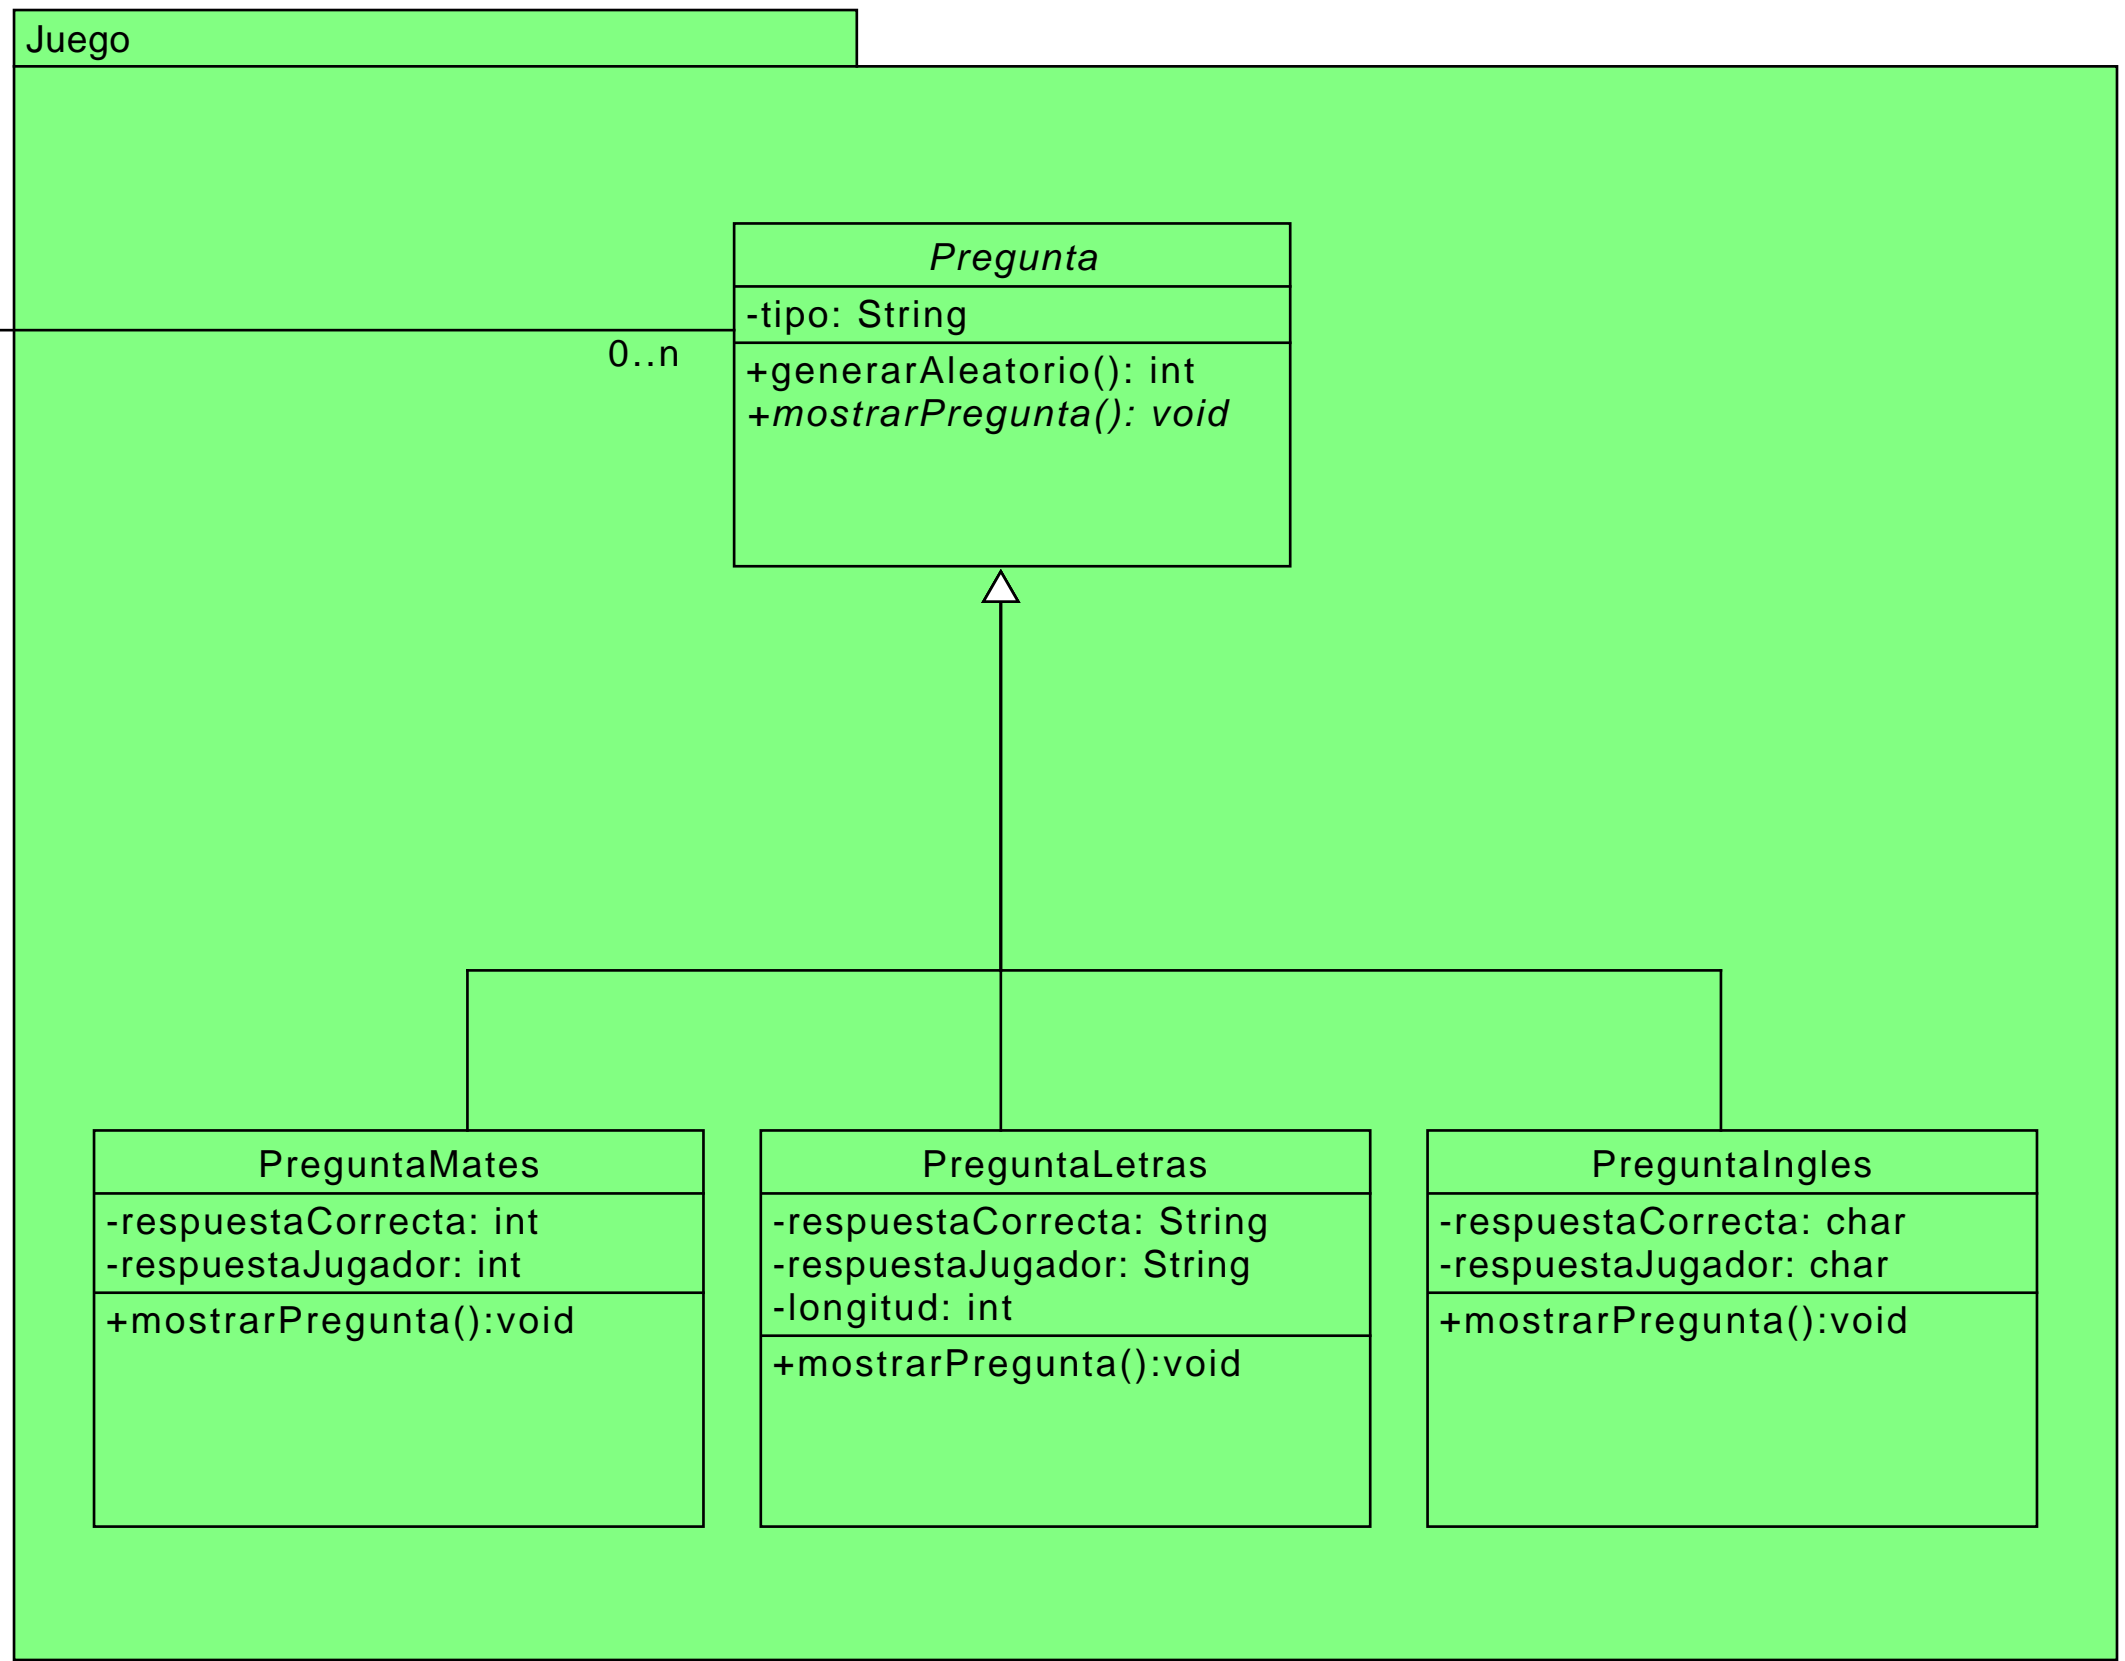 Juego
Pregunta
-tipo: String
0..n
+generarAleatorio(): int
+mostrarPregunta(): void
PreguntaMates
-respuestaCorrecta: int
-respuestaJugador: int
+mostrarPregunta():void
PreguntaLetras
-respuestaCorrecta: String
-respuestaJugador: String
-longitud: int
+mostrarPregunta():void
PreguntaIngles
-respuestaCorrecta: char
-respuestaJugador: char
+mostrarPregunta():void